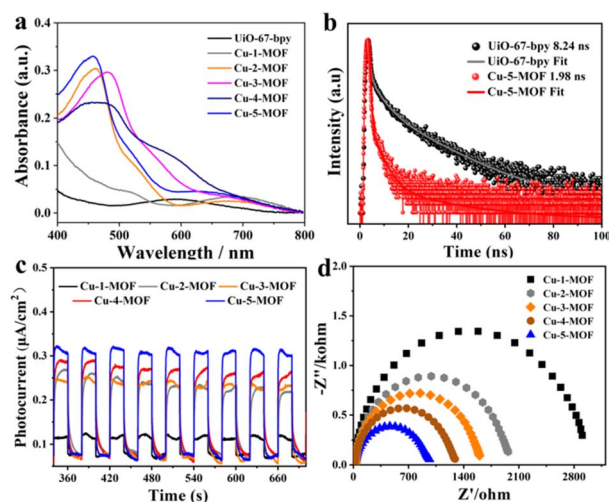 a
Absorbance (a.u.)
0.4
0.3
0.2
0.1
0.0
UiO-67-bpy
Cu-1-MOF
Cu-2-MOF
Cu-3-MOF
Cu-4-MOF
Cu-5-MOF
400 500 600 700 800
Wavelength / nm
b
Intensity (a.u)
UiO-67-bpy 8.24 ns
UiO-67-bpy Fit
Cu-5-MOF 1.98 ns
Cu-5-MOF Fit
0 20 40 60 80 100
Time (ns)
c
Photocurrent (μA/cm²)
0.5
0.4
0.3
0.2
0.1
Cu-1-MOF Cu-2-MOF Cu-3-MOF
Cu-4-MOF Cu-5-MOF
360 420 480 540 600 660
Time (s)
d
-Z''/kohm
2.0
1.5
1.0
0.5
0.0
Cu-1-MOF
Cu-2-MOF
Cu-3-MOF
Cu-4-MOF
Cu-5-MOF
0 700 1400 2100 2800
Z'/ohm